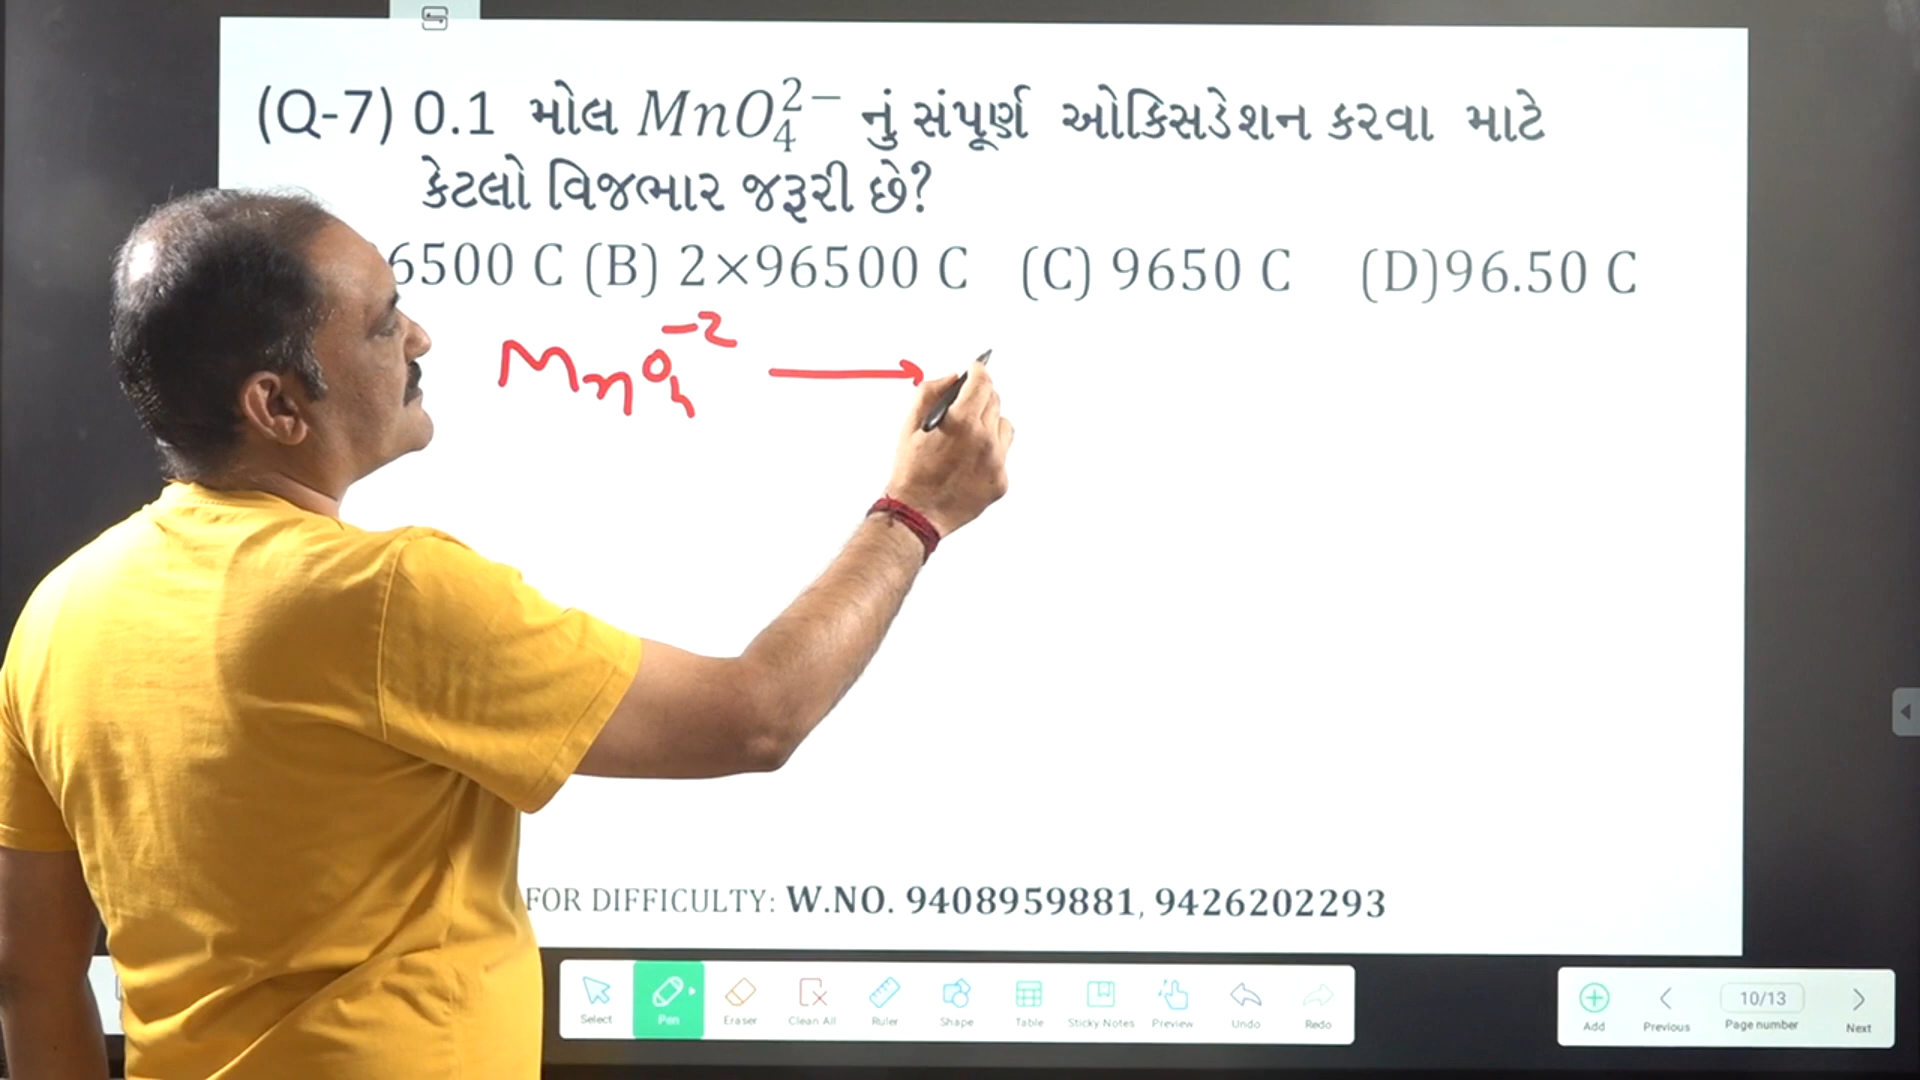 (Q-7) 0.1 મોલ MnO₄²⁻ નું સંપૂર્ણ ઓકિસડેશન કરવા માટે
કેટલો વિજભાર જરૂરી છે?
6500 C (B) 2×96500 C (C) 9650 C (D)96.50 C
MnO₄⁻² →
FOR DIFFICULTY: W.NO. 9408959881, 9426202293
Select Pen Eraser Clean All Ruler Shape Table Sticky Notes Preview Undo Redo
10/13
Add Previous Page number Next